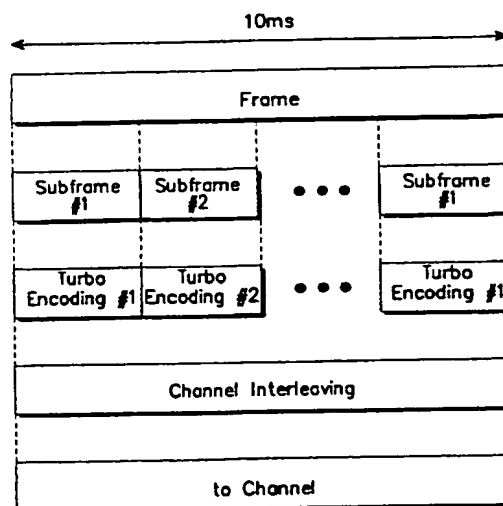 10ms
Frame
Subframe #1
Subframe #2
Subframe #1
Turbo Encoding #1
Turbo Encoding #2
Turbo Encoding #1
Channel Interleaving
to Channel